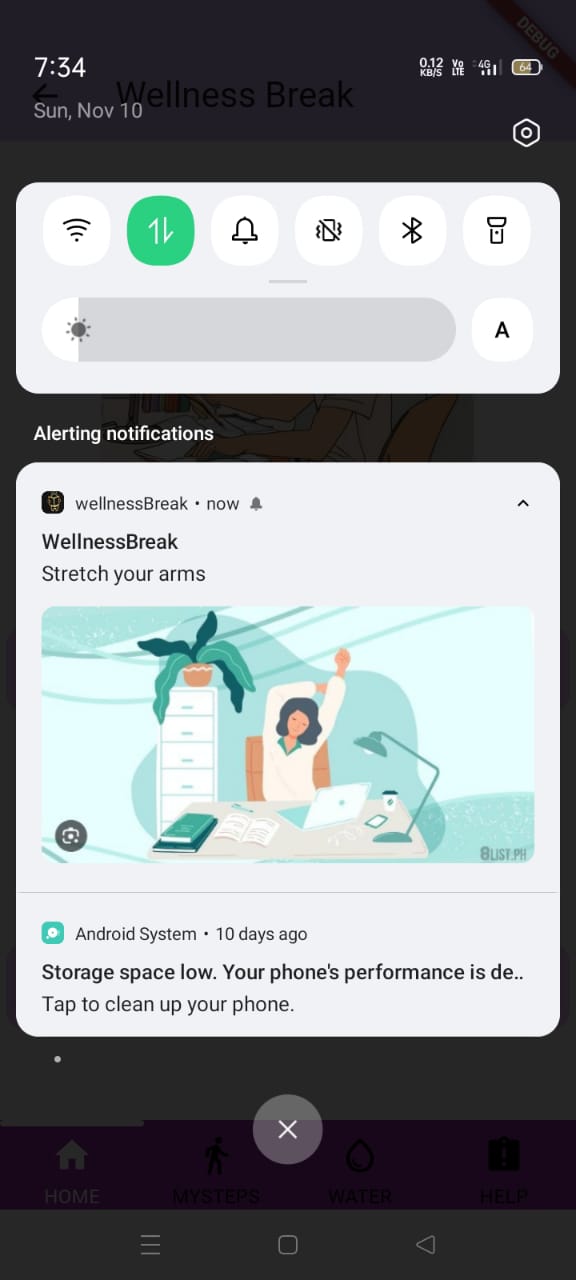 DEBUG
7:34
0.12 KB/S Vo LTE 4G 64
Wellness Break
Sun, Nov 10
A
Alerting notifications
wellnessBreak • now
WellnessBreak
Stretch your arms
8LIST.PH
Android System • 10 days ago
Storage space low. Your phone's performance is de..
Tap to clean up your phone.
HOME MYSTEPS WATER HELP